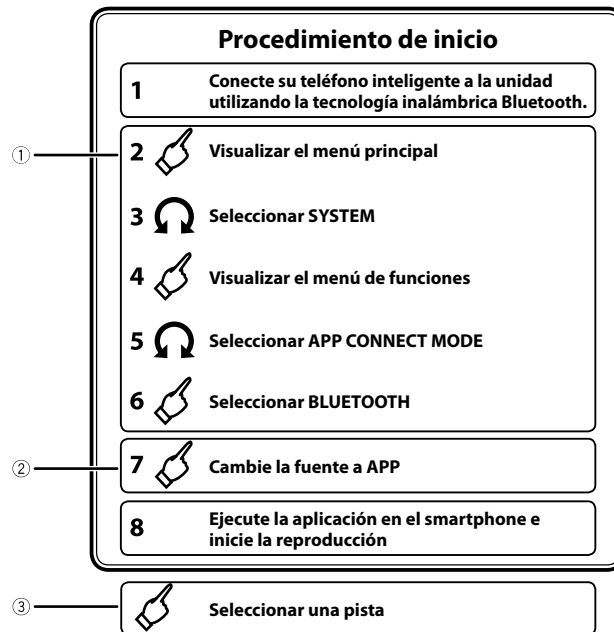 Procedimiento de inicio
1 Conecte su teléfono inteligente a la unidad
utilizando la tecnología inalámbrica Bluetooth.
① 2 Visualizar el menú principal
3 Seleccionar SYSTEM
4 Visualizar el menú de funciones
5 Seleccionar APP CONNECT MODE
6 Seleccionar BLUETOOTH
② 7 Cambie la fuente a APP
8 Ejecute la aplicación en el smartphone e
inicie la reproducción
③ Seleccionar una pista